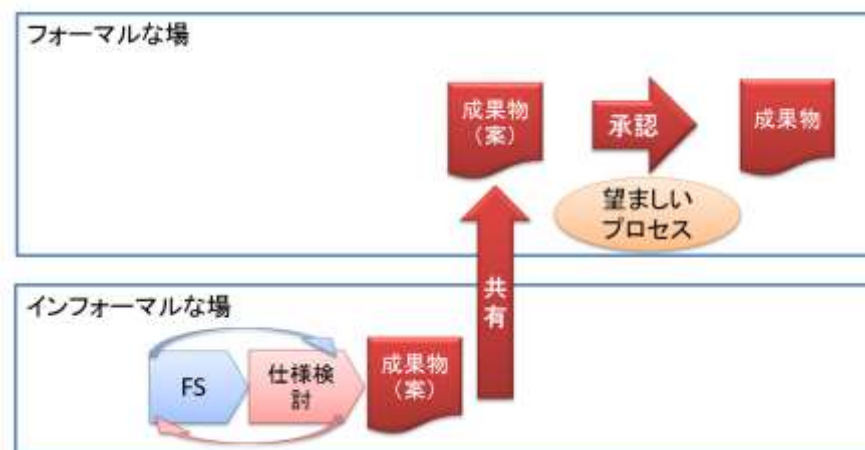 フォーマルな場
成果物
（案）
承認
成果物
望ましい
プロセス
共有
インフォーマルな場
FS
仕様検
討
成果物
（案）